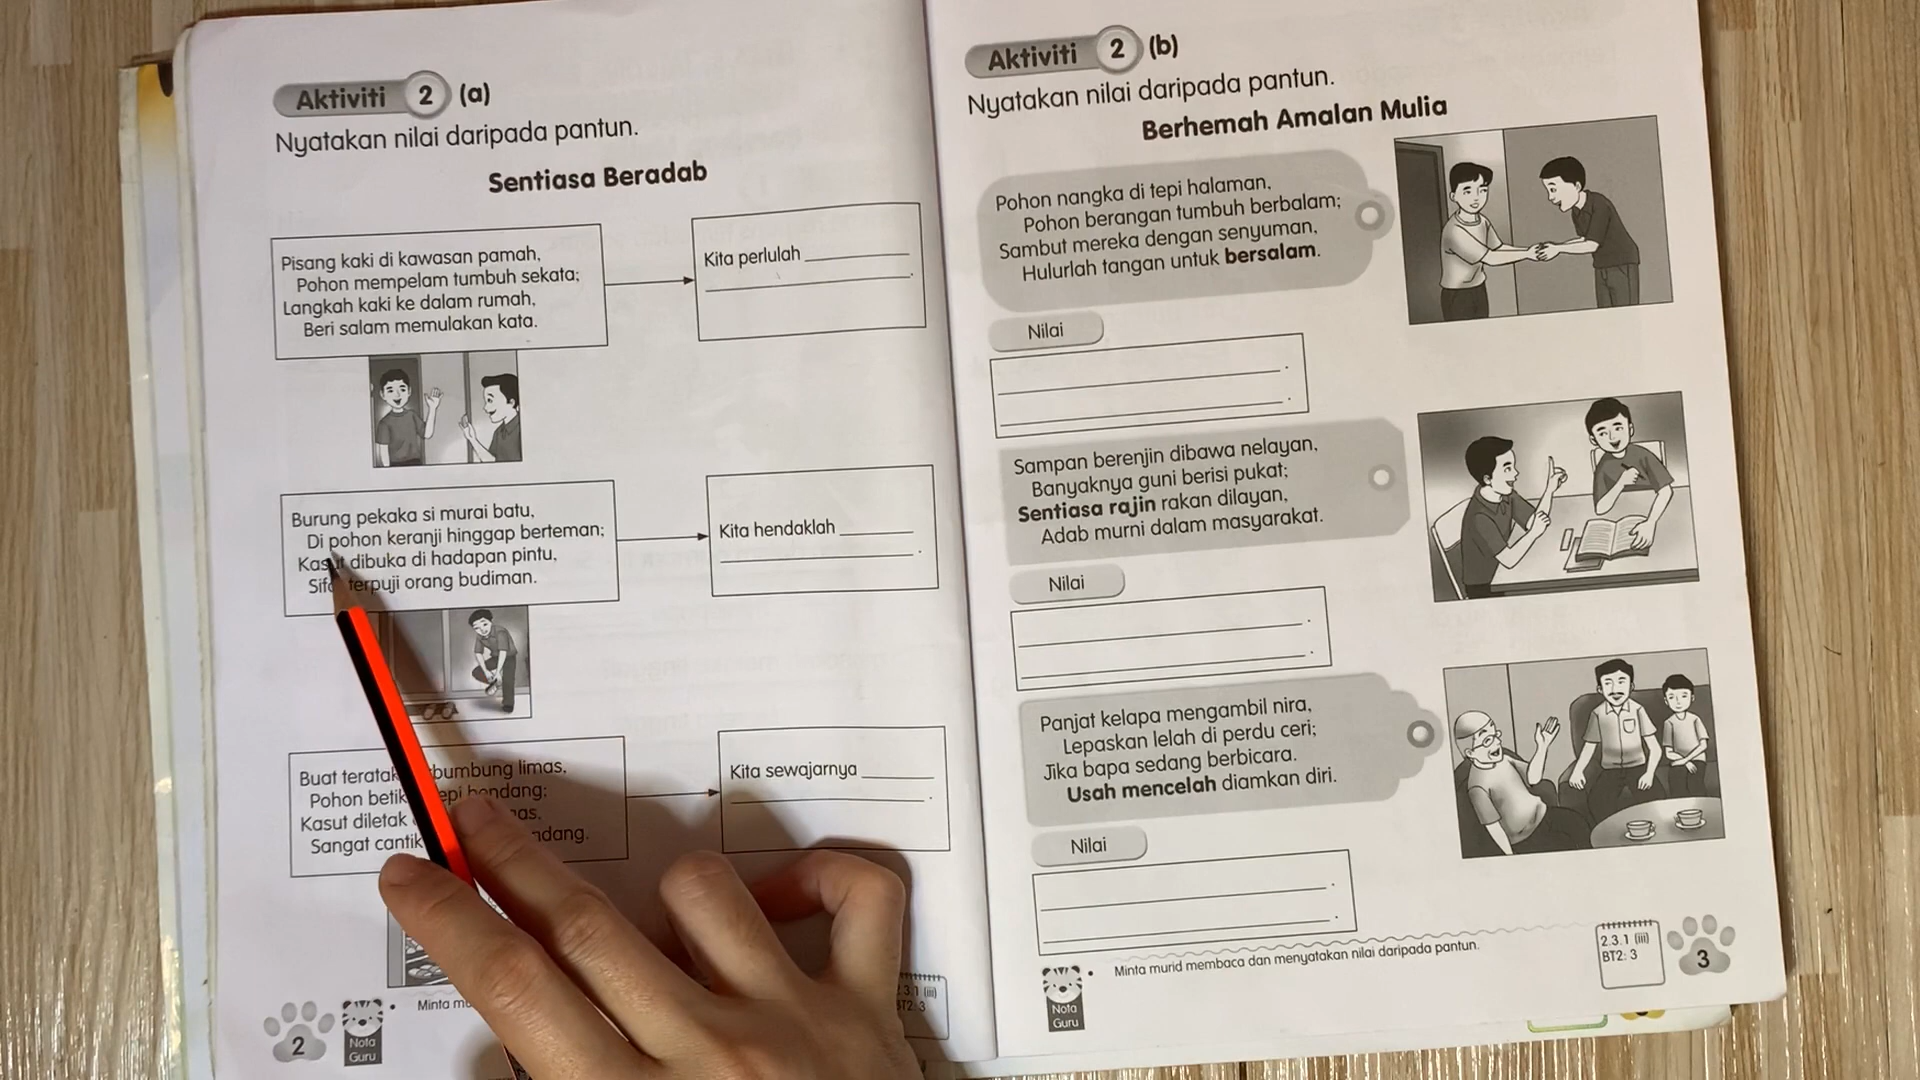 Aktiviti 2 (a)
Nyatakan nilai daripada pantun.
Sentiasa Beradab
Pisang kaki di kawasan pamah,
Pohon mempelam tumbuh sekata;
Langkah kaki ke dalam rumah,
Beri salam memulakan kata.
Kita perlulah
.
Burung pekaka si murai batu,
Di pohon keranji hinggap berteman;
Kasut dibuka di hadapan pintu,
terpuji orang budiman.
Kita hendaklah
.
Buat bumbung limas,
Pohon
Kasut diletak
Sangat cantik
Kita sewajarnya
.
Minta
2
Nota
Guru
Aktiviti 2 (b)
Nyatakan nilai daripada pantun.
Berhemah Amalan Mulia
Pohon nangka di tepi halaman,
Pohon berangan tumbuh berbalam;
Sambut mereka dengan senyuman,
Hulurlah tangan untuk bersalam.
Nilai
.
.
Sampan berenjin dibawa nelayan,
Banyaknya guni berisi pukat;
Sentiasa rajin rakan dilayan,
Adab murni dalam masyarakat.
Nilai
.
.
Panjat kelapa mengambil nira,
Lepaskan lelah di perdu ceri;
Jika bapa sedang berbicara.
Usah mencelah diamkan diri.
Nilai
.
.
Nota
Guru
• Minta murid membaca dan menyatakan nilai daripada pantun.
2.3.1 (iii)
BT2: 3
3